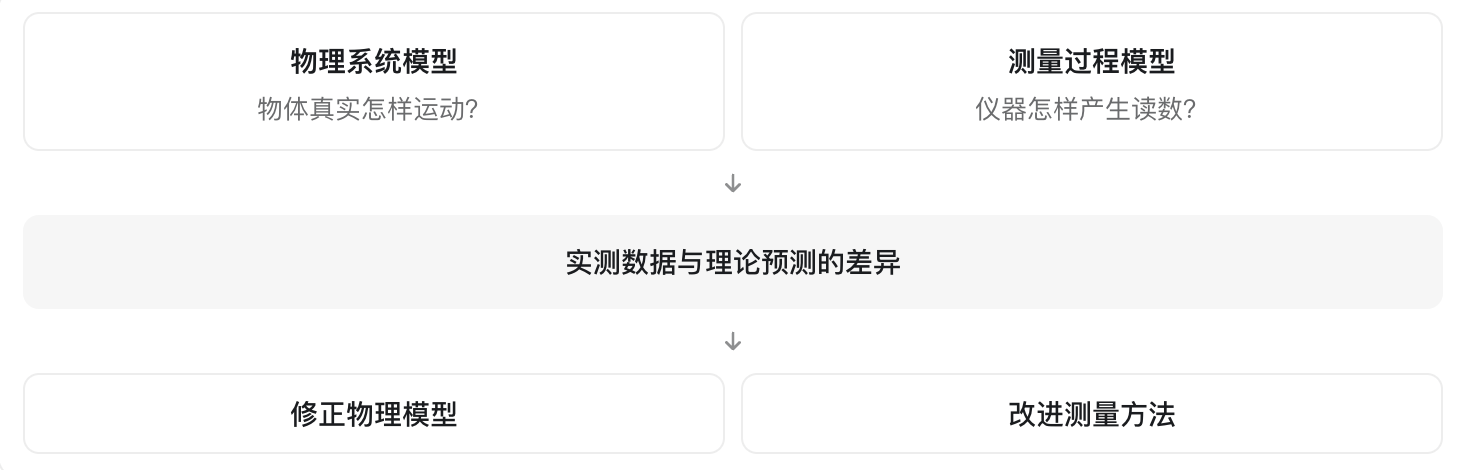 物理系统模型
物体真实怎样运动?
测量过程模型
仪器怎样产生读数?
实测数据与理论预测的差异
修正物理模型
改进测量方法